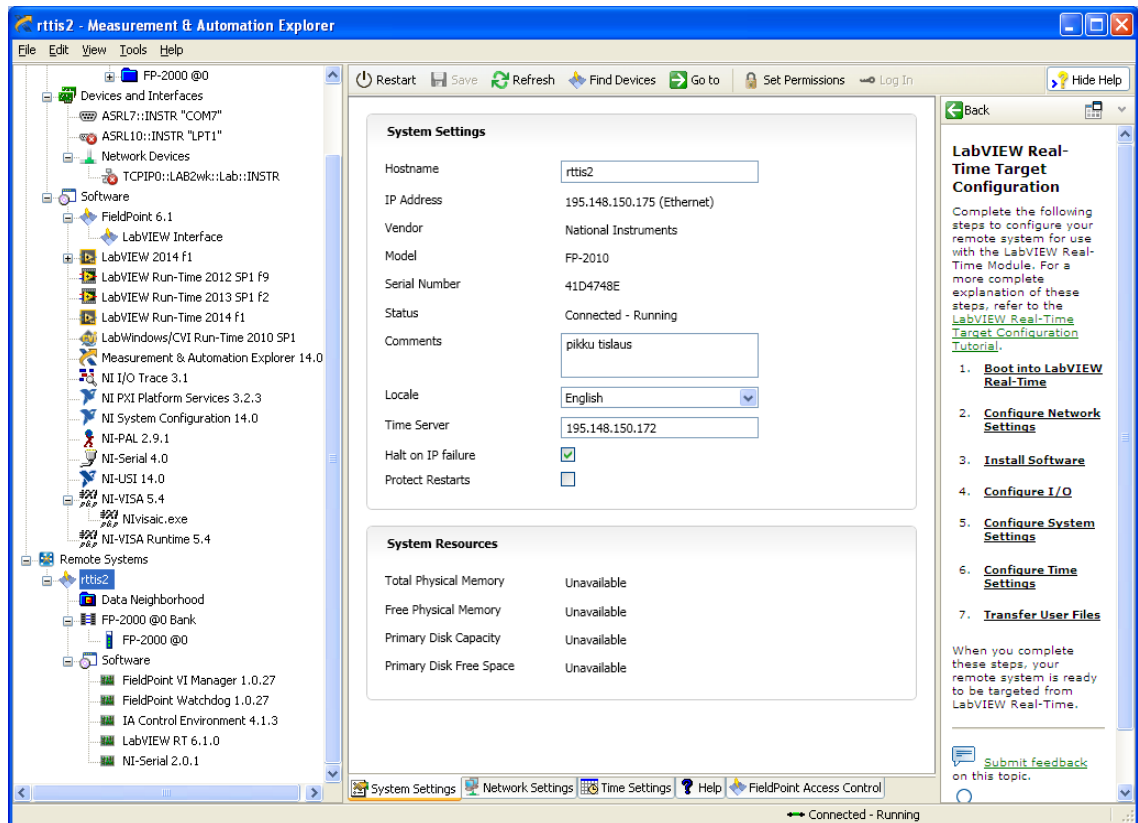 rttis2 - Measurement & Automation Explorer
File Edit View Tools Help
FP-2000 @0
Devices and Interfaces
ASRL7::INSTR "COM7"
ASRL10::INSTR "LPT1"
Network Devices
TCPIP0::LAB2wk::Lab::INSTR
Software
FieldPoint 6.1
LabVIEW Interface
LabVIEW 2014 f1
LabVIEW Run-Time 2012 SP1 f9
LabVIEW Run-Time 2013 SP1 f2
LabVIEW Run-Time 2014 f1
LabWindows/CVI Run-Time 2010 SP1
Measurement & Automation Explorer 14.0
NI I/O Trace 3.1
NI PXI Platform Services 3.2.3
NI System Configuration 14.0
NI-PAL 2.9.1
NI-Serial 4.0
NI-USI 14.0
NI-VISA 5.4
NIvisaic.exe
NI-VISA Runtime 5.4
Remote Systems
rttis2
Data Neighborhood
FP-2000 @0 Bank
FP-2000 @0
Software
FieldPoint VI Manager 1.0.27
FieldPoint Watchdog 1.0.27
IA Control Environment 4.1.3
LabVIEW RT 6.1.0
NI-Serial 2.0.1
Restart Save Refresh Find Devices Go to Set Permissions Log In Hide Help
System Settings
Hostname rttis2
IP Address 195.148.150.175 (Ethernet)
Vendor National Instruments
Model FP-2010
Serial Number 41D4748E
Status Connected - Running
Comments pikku tislaus
Locale English
Time Server 195.148.150.172
Halt on IP failure
Protect Restarts
System Resources
Total Physical Memory Unavailable
Free Physical Memory Unavailable
Primary Disk Capacity Unavailable
Primary Disk Free Space Unavailable
System Settings Network Settings Time Settings Help FieldPoint Access Control
Back
LabVIEW Real-
Time Target
Configuration
Complete the following
steps to configure your
remote system for use
with the LabVIEW Real-
Time Module. For a
more complete
explanation of these
steps, refer to the
LabVIEW Real-Time
Target Configuration
Tutorial.
1. Boot into LabVIEW
Real-Time
2. Configure Network
Settings
3. Install Software
4. Configure I/O
5. Configure System
Settings
6. Configure Time
Settings
7. Transfer User Files
When you complete
these steps, your
remote system is ready
to be targeted from
LabVIEW Real-Time.
Submit feedback
on this topic.
Connected - Running